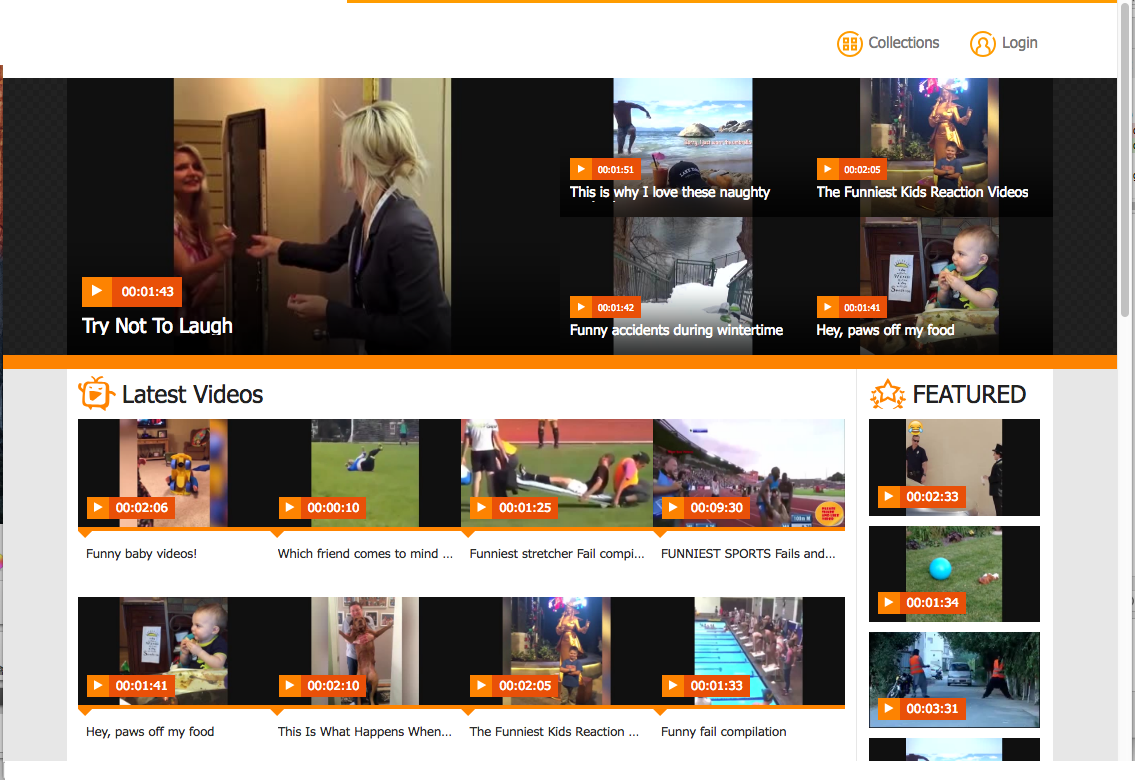 Collections
Login
00:01:51
This is why I love these naughty
00:02:05
The Funniest Kids Reaction Videos
00:01:43
Try Not To Laugh
00:01:42
Funny accidents during wintertime
00:01:41
Hey, paws off my food
Latest Videos
FEATURED
00:02:06
00:00:10
00:01:25
00:09:30
Funny baby videos!
Which friend comes to mind ...
Funniest stretcher Fail compi...
FUNNIEST SPORTS Fails and...
00:01:41
00:02:10
00:02:05
00:01:33
Hey, paws off my food
This Is What Happens When...
The Funniest Kids Reaction ...
Funny fail compilation
00:02:33
00:01:34
00:03:31